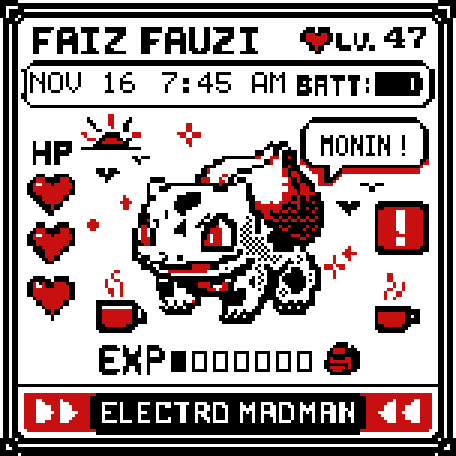 FAIZ FAUZI LV. 47
NOV 16 7:45 AM BATT:
MONIN!
HP
!
EXP
ELECTRO MADMAN